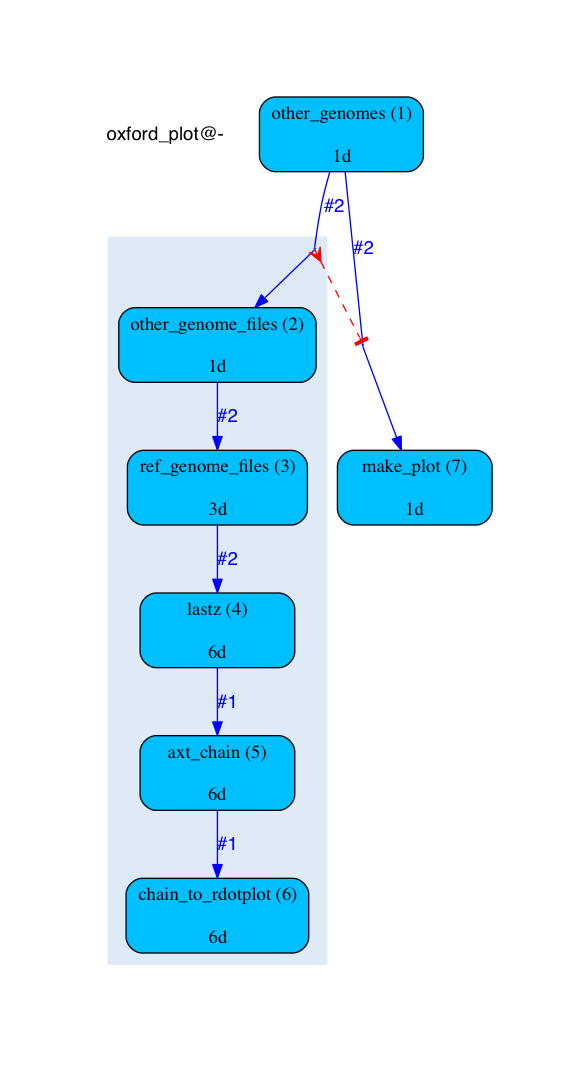 other_genomes (1)
oxford_plot@-
1d
#2
#2
other_genome_files (2)
1d
#2
ref_genome_files (3)
3d
make_plot (7)
1d
#2
lastz (4)
6d
#1
axt_chain (5)
6d
#1
chain_to_rdotplot (6)
6d